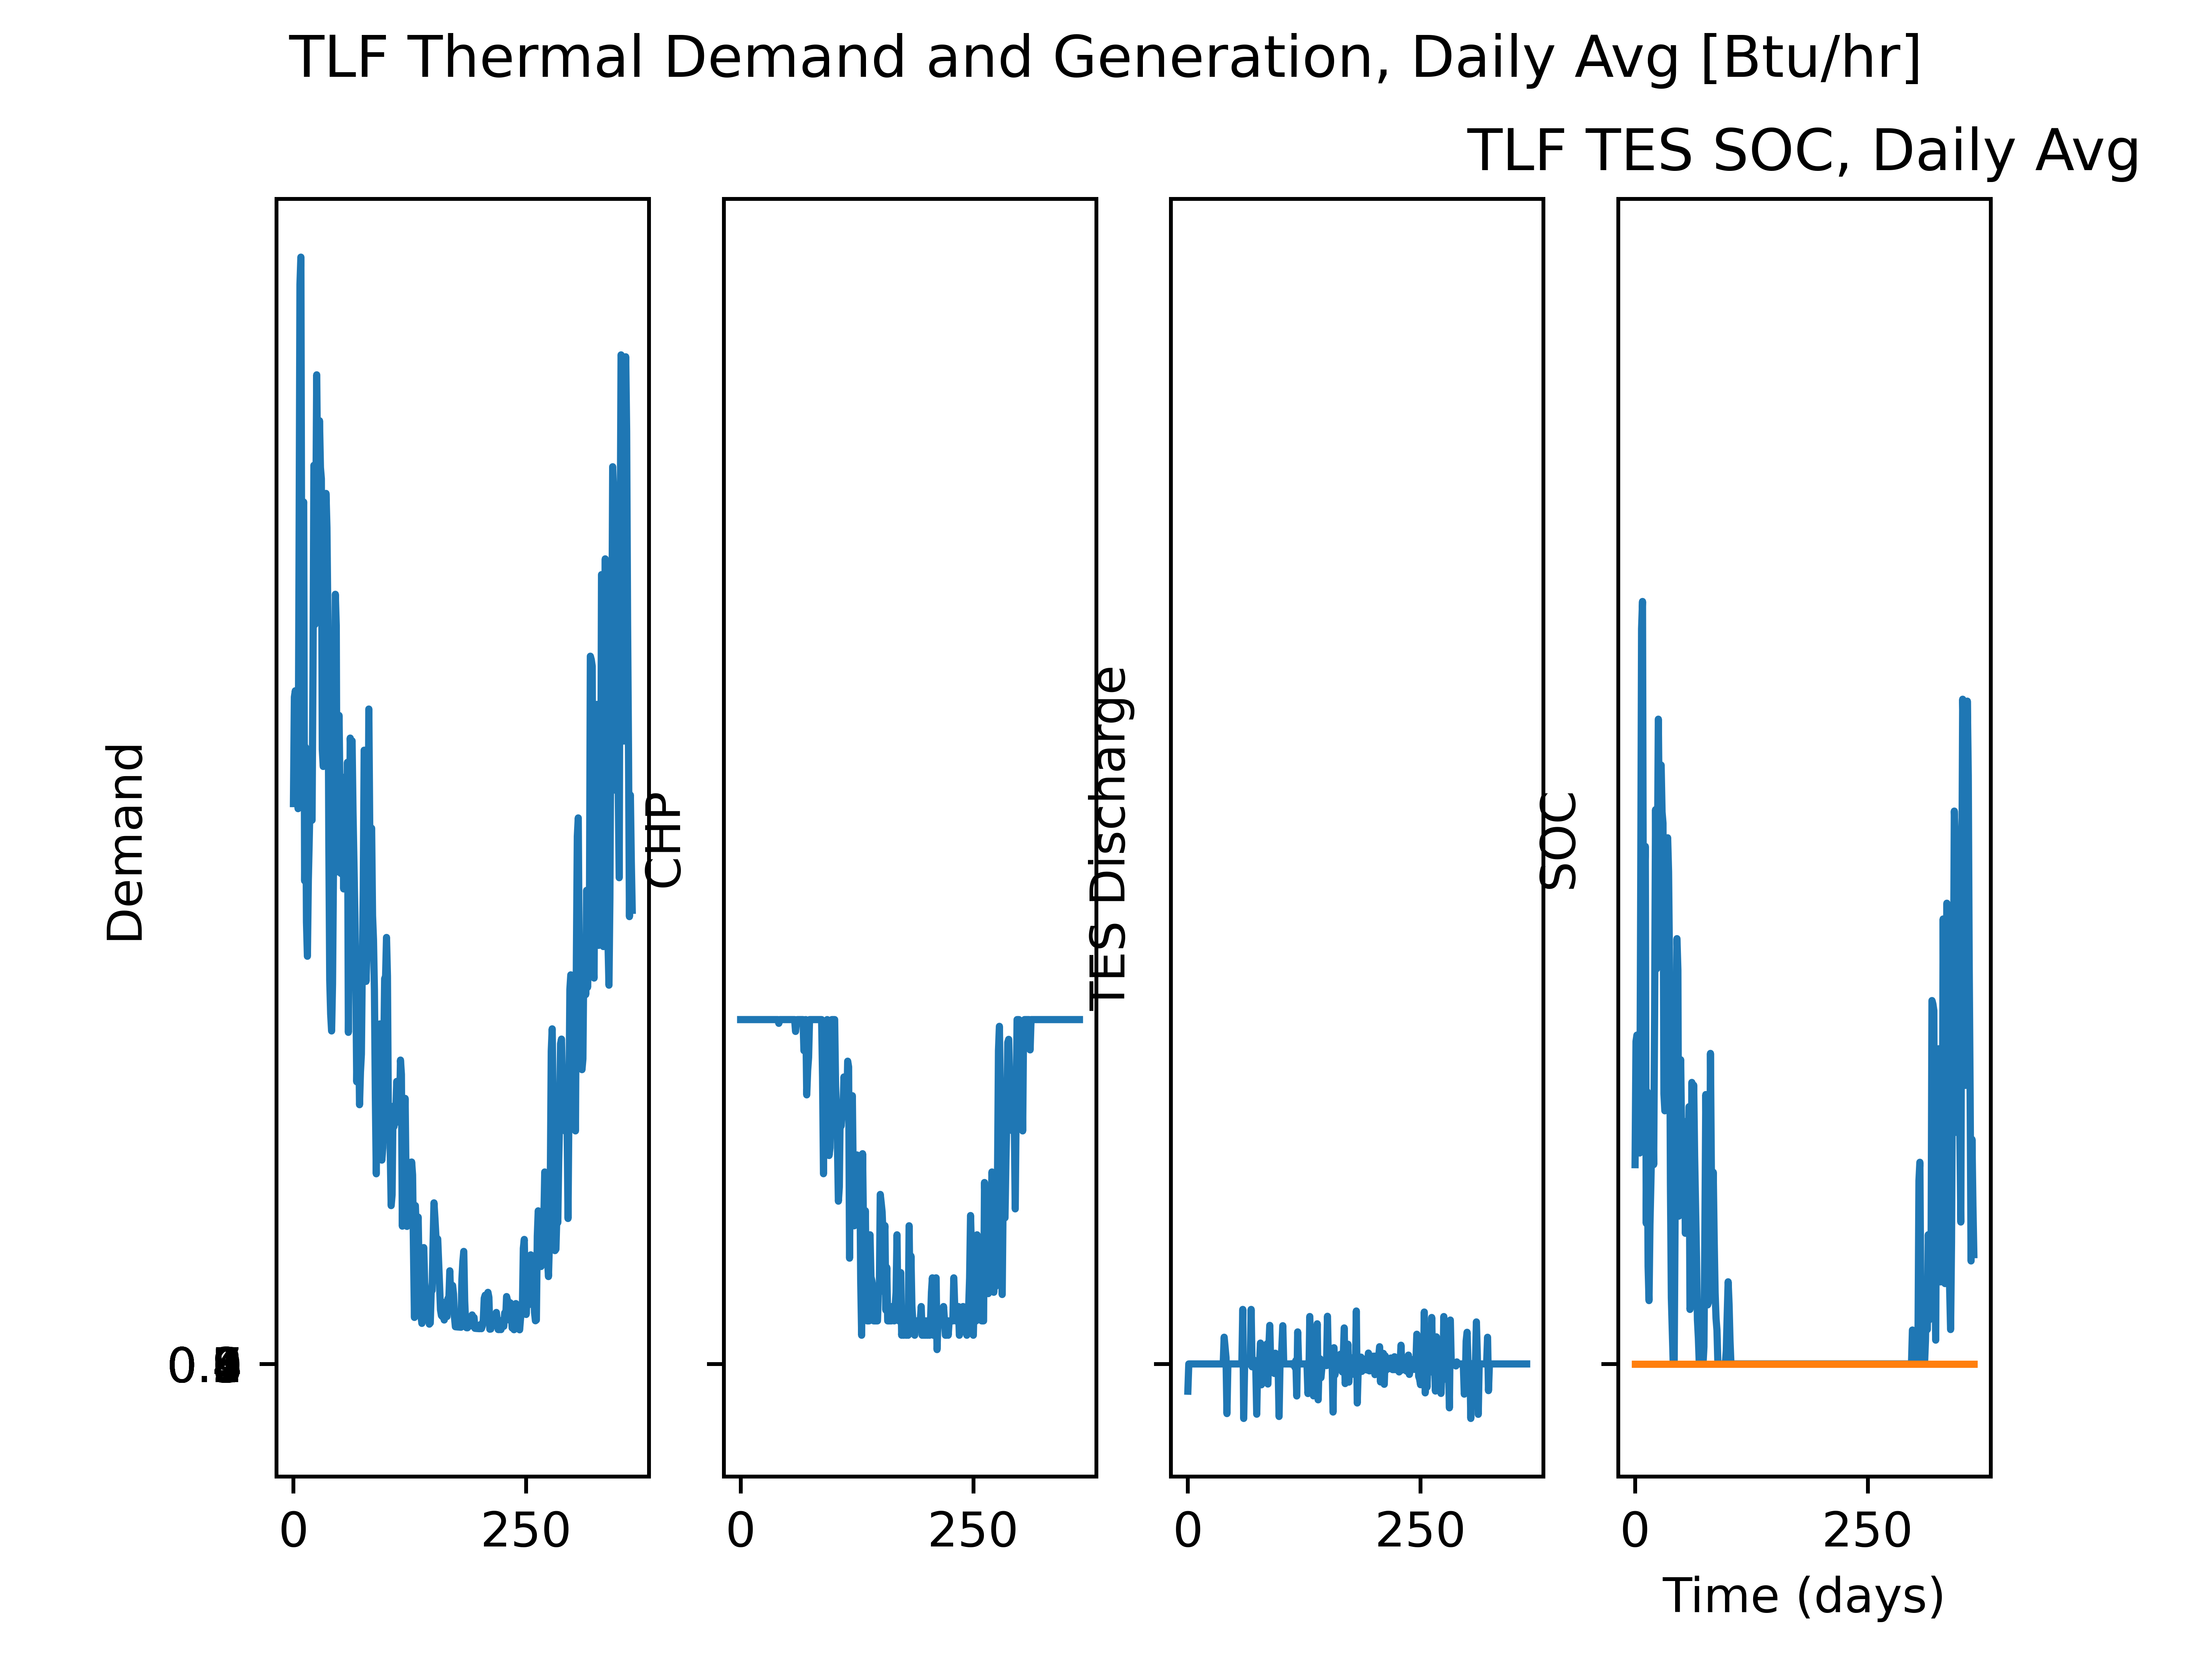 TLF Thermal Demand and Generation, Daily Avg [Btu/hr]
TLF TES SOC, Daily Avg
Demand
CHP
TES Discharge
SOC
0 250
0 250
0 250
0 250
Time (days)